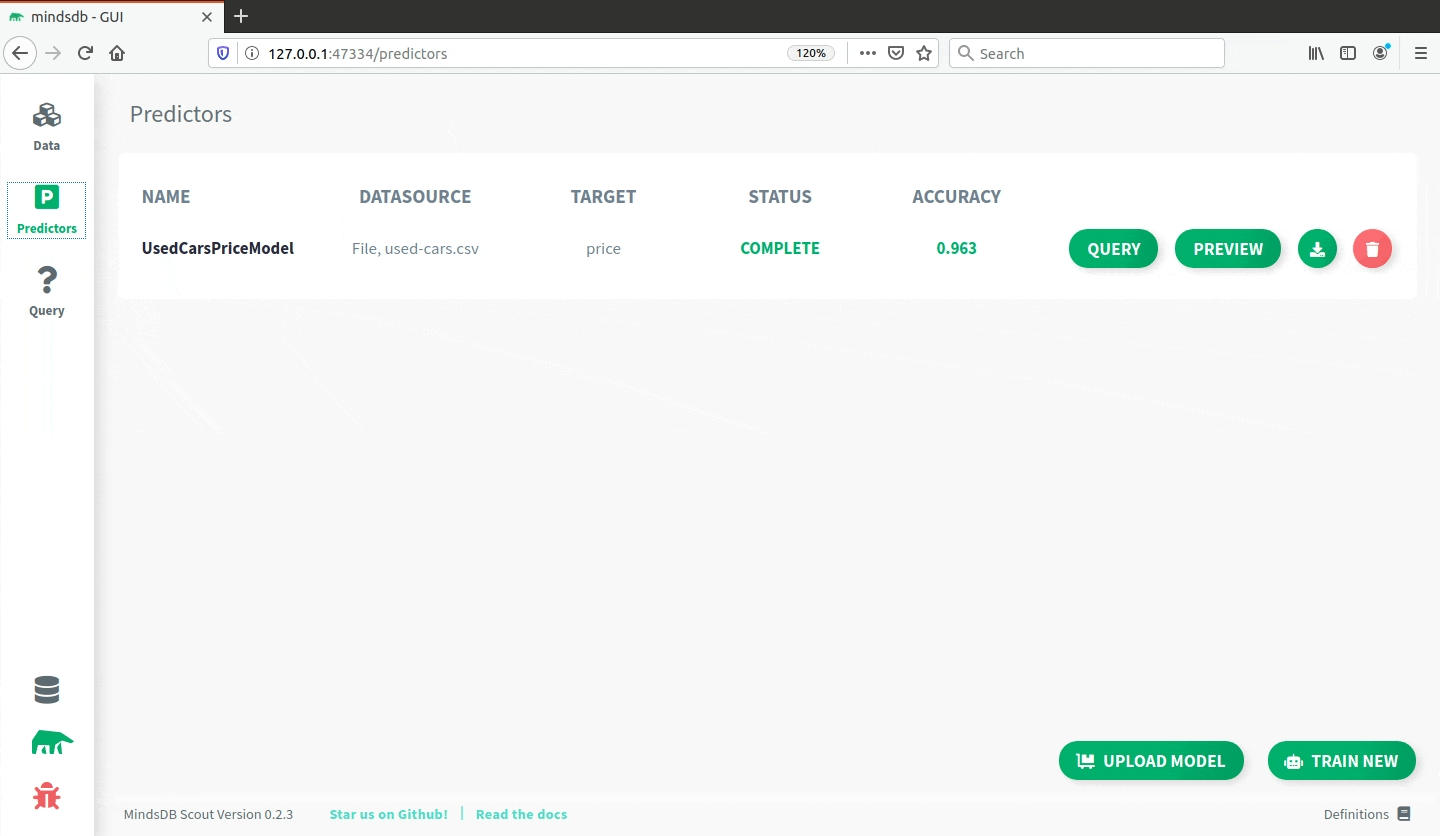 mindsdb - GUI
127.0.0.1:47334/predictors
120%
Search
Data
P
Predictors
Query
Predictors
NAME DATASOURCE TARGET STATUS ACCURACY
UsedCarsPriceModel File, used-cars.csv price COMPLETE 0.963 QUERY PREVIEW
UPLOAD MODEL TRAIN NEW
MindsDB Scout Version 0.2.3 Star us on Github! | Read the docs Definitions